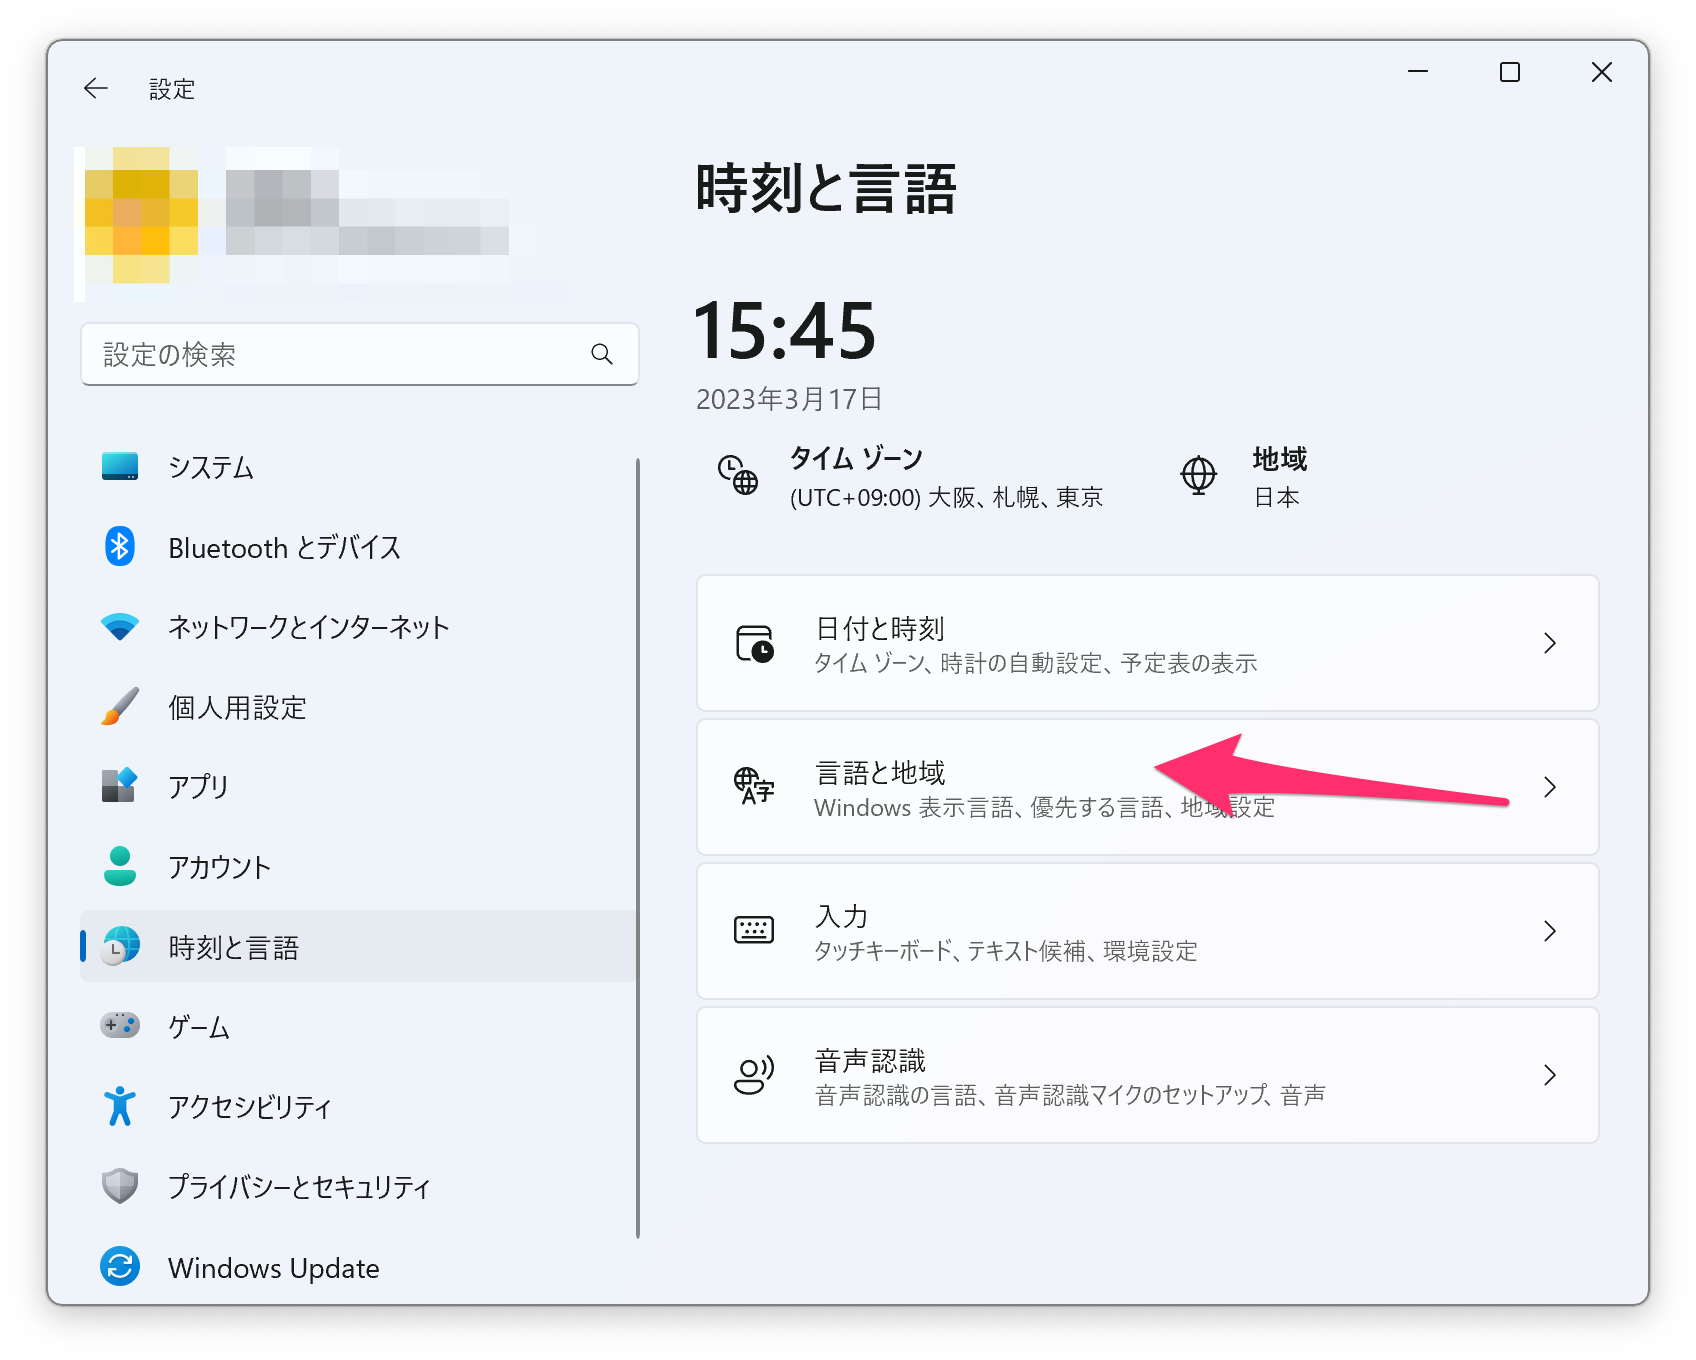 設定
設定の検索
システム
Bluetooth とデバイス
ネットワークとインターネット
個人用設定
アプリ
アカウント
時刻と言語
ゲーム
アクセシビリティ
プライバシーとセキュリティ
Windows Update
時刻と言語
15:45
2023年3月17日
タイム ゾーン
(UTC+09:00) 大阪、札幌、東京
地域
日本
日付と時刻
タイム ゾーン、時計の自動設定、予定表の表示
言語と地域
Windows 表示言語、優先する言語、地域設定
入力
タッチキーボード、テキスト候補、環境設定
音声認識
音声認識の言語、音声認識マイクのセットアップ、音声